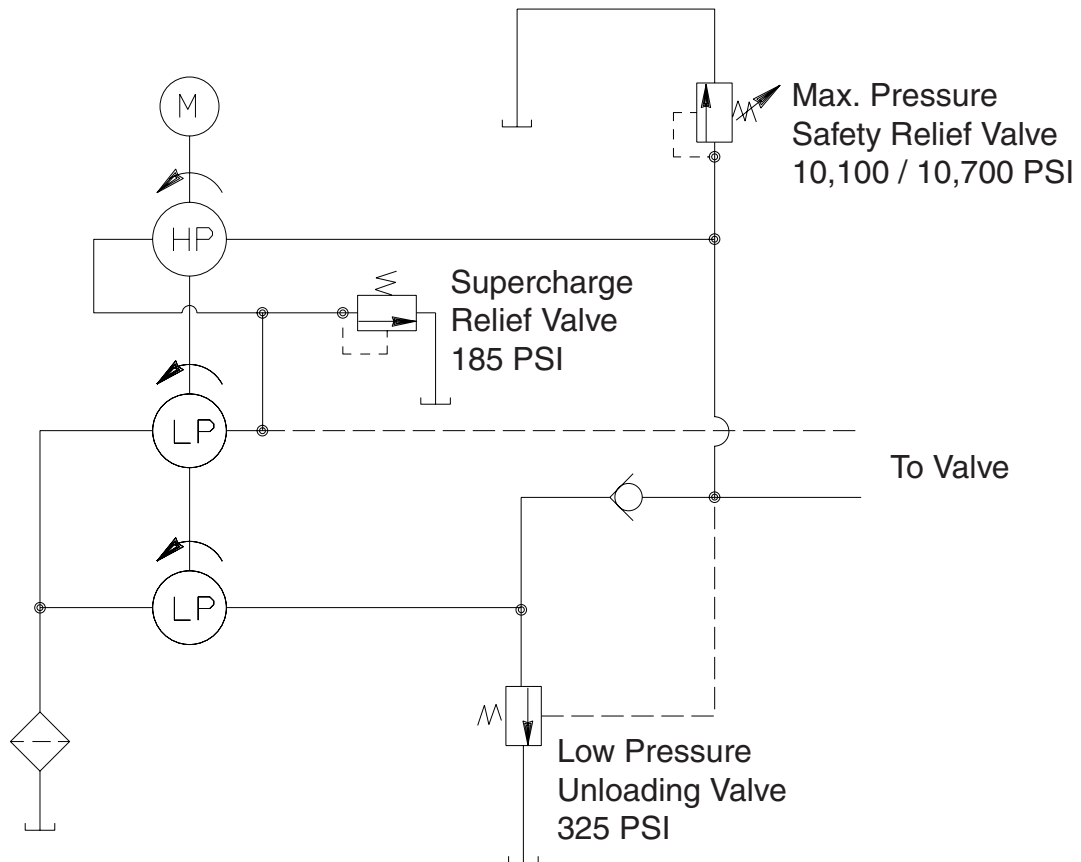 M
Max. Pressure
Safety Relief Valve
10,100 / 10,700 PSI
HP
Supercharge
Relief Valve
185 PSI
LP
To Valve
LP
Low Pressure
Unloading Valve
325 PSI